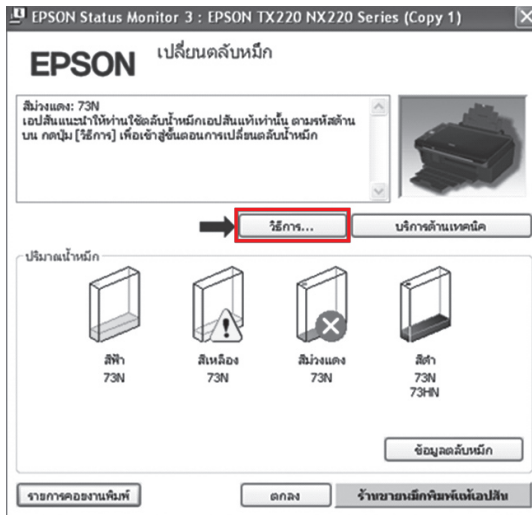 EPSON Status Monitor 3 : EPSON TX220 NX220 Series (Copy 1)
EPSON
เปลี่ยนตลับหมึก
สีม่วงแดง: 73N
เอปสันแนะนำให้ท่านใช้ตลับน้ำหมึกเอปสันแท้เท่านั้น ตามรหัสด้าน
บน กดปุ่ม [วิธีการ] เพื่อเข้าสู่ขั้นตอนการเปลี่ยนตลับน้ำหมึก
วิธีการ...
บริการด้านเทคนิค
ปริมาณน้ำหมึก
สีฟ้า
73N
สีเหลือง
73N
สีม่วงแดง
73N
สีดำ
73N
73HN
ข้อมูลตลับหมึก
รายการคอยงานพิมพ์
ตกลง
ร้านขายหมึกพิมพ์แท้เอปสัน